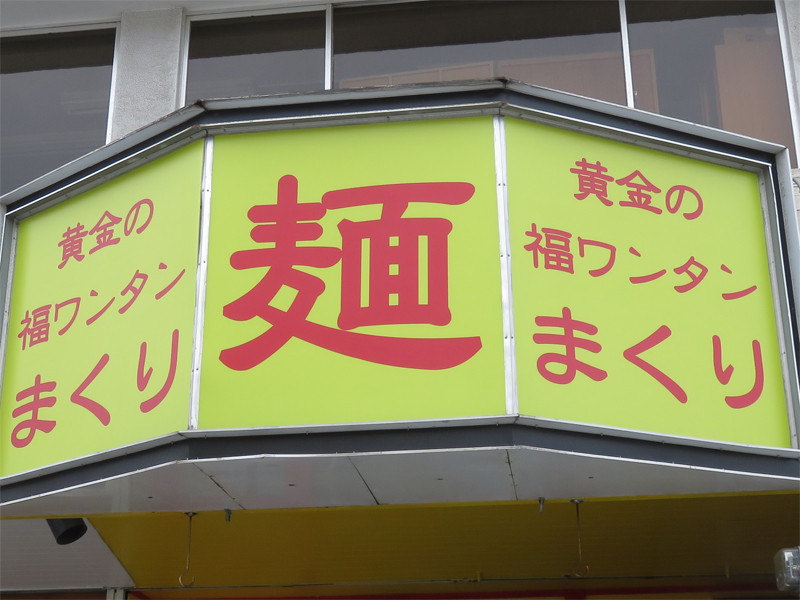 黄金の
福ワンタン
まくり
麺
黄金の
福ワンタン
まくり